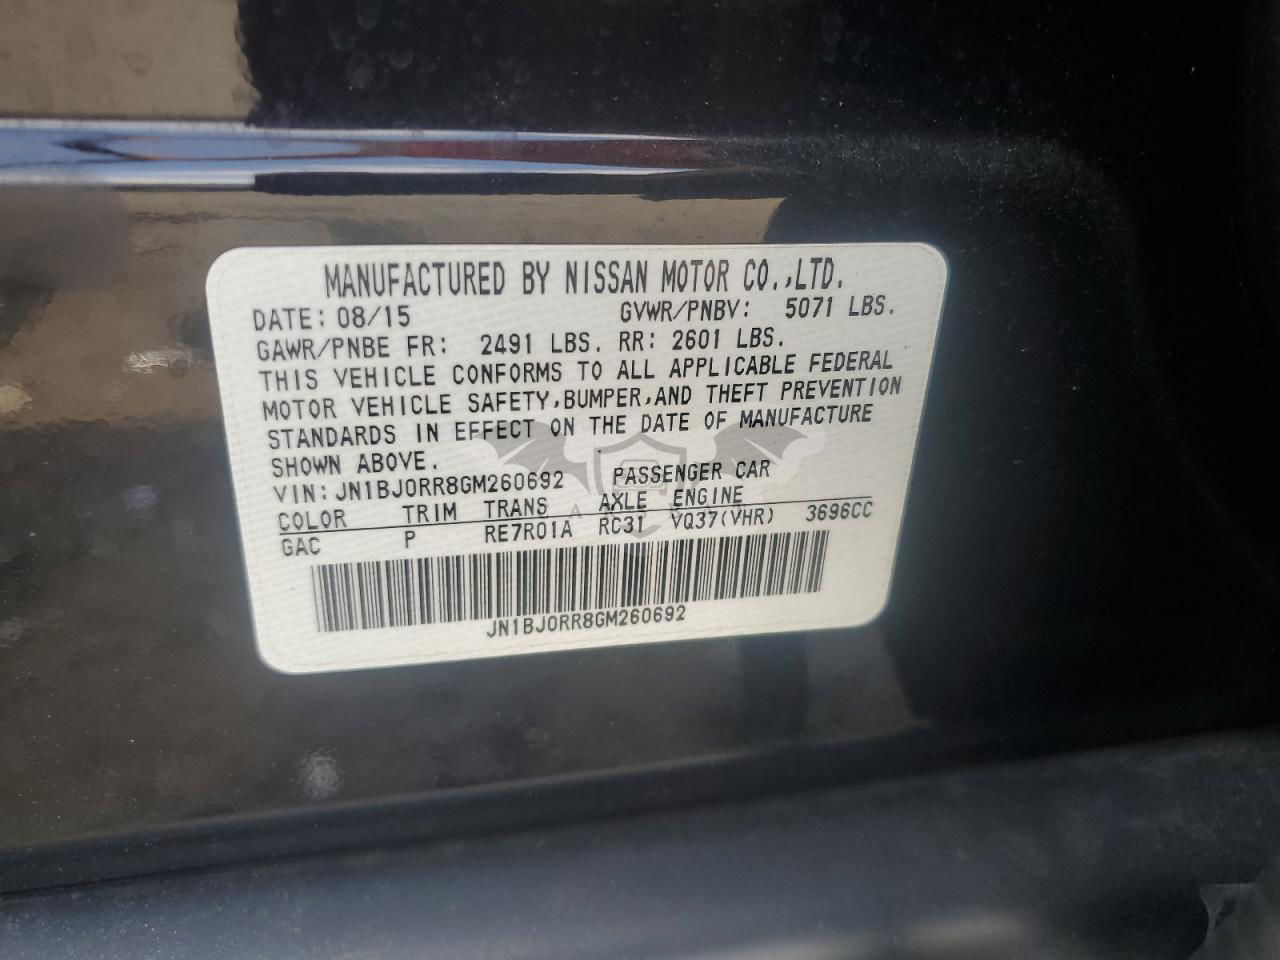 MANUFACTURED BY NISSAN MOTOR CO.,LTD.
DATE: 08/15 GVWR/PNBV: 5071 LBS.
GAWR/PNBE FR: 2491 LBS. RR: 2601 LBS.
THIS VEHICLE CONFORMS TO ALL APPLICABLE FEDERAL
MOTOR VEHICLE SAFETY,BUMPER,AND THEFT PREVENTION
STANDARDS IN EFFECT ON THE DATE OF MANUFACTURE
SHOWN ABOVE.
VIN: JN1BJ0RR8GM260692 PASSENGER CAR
COLOR TRIM TRANS AXLE ENGINE
GAC P RE7R01A RC31 VQ37(VHR) 3696CC
JN1BJ0RR8GM260692